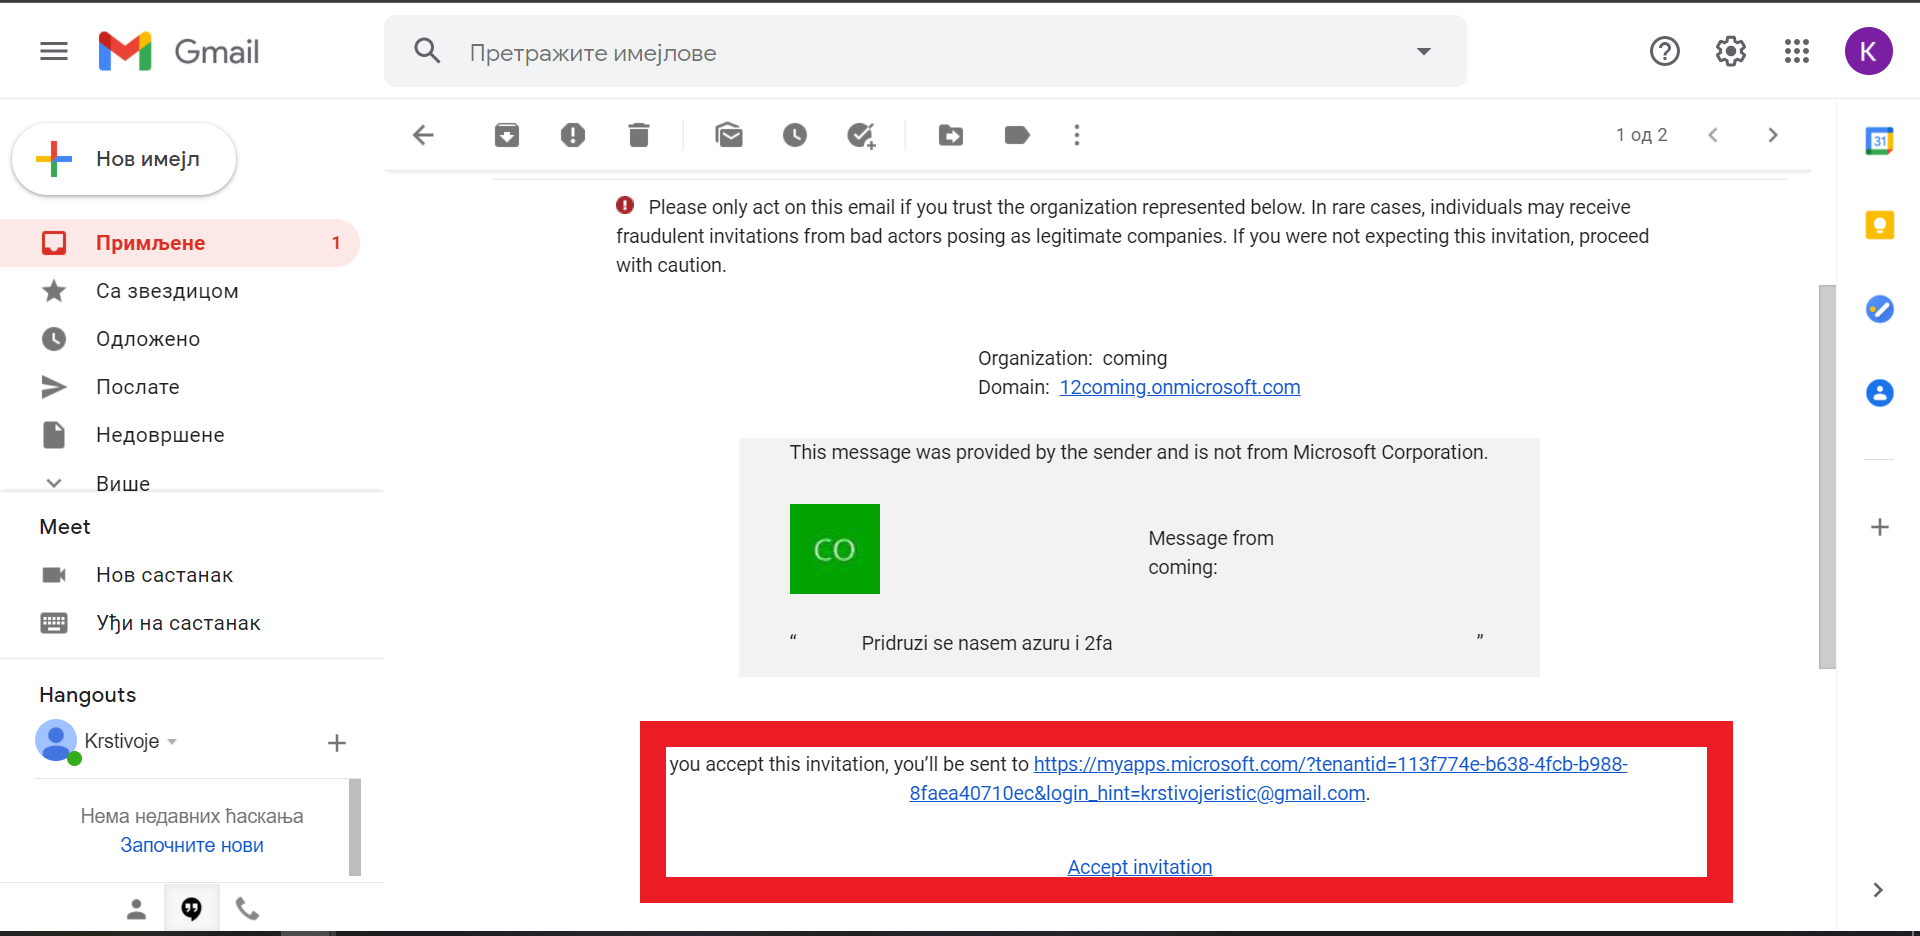 Gmail
Претражите имејлове
K
Нов имејл
1 од 2
31
Примљене 1
Са звездицом
Одложено
Послате
Недовршене
Више
Meet
Нов састанак
Уђи на састанак
Hangouts
Krstivoje
Нема недавних ћаскања
Започните нови
Please only act on this email if you trust the organization represented below. In rare cases, individuals may receive
fraudulent invitations from bad actors posing as legitimate companies. If you were not expecting this invitation, proceed
with caution.
Organization: coming
Domain: 12coming.onmicrosoft.com
This message was provided by the sender and is not from Microsoft Corporation.
CO
Message from
coming:
“ Pridruzi se nasem azuru i 2fa ”
you accept this invitation, you’ll be sent to https://myapps.microsoft.com/?tenantid=113f774e-b638-4fcb-b988-
8faea40710ec&login_hint=krstivojeristic@gmail.com.
Accept invitation